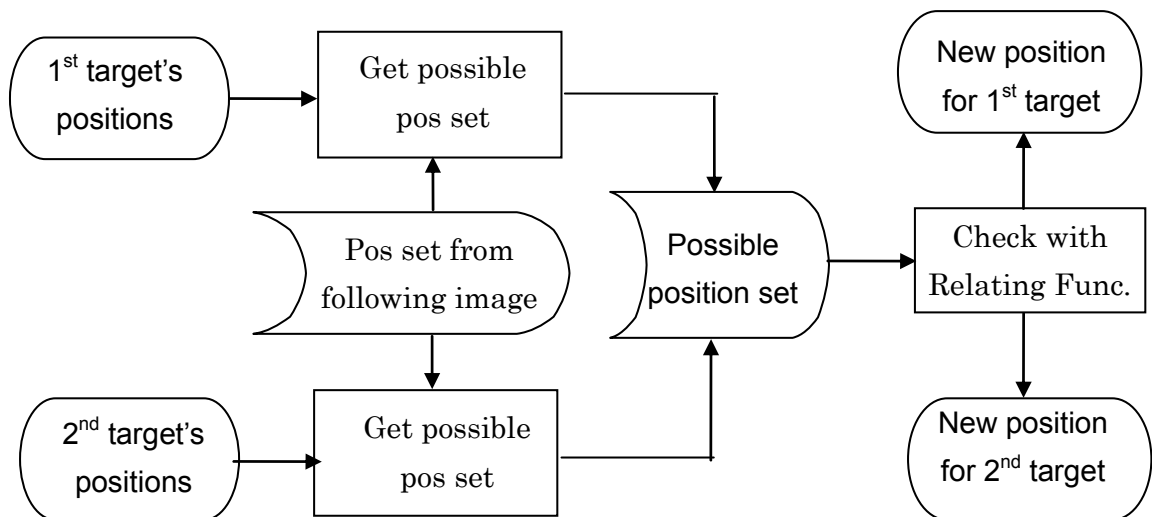 1st target's
positions
Get possible
pos set
New position
for 1st target
Pos set from
following image
Possible
position set
Check with
Relating Func.
2nd target's
positions
Get possible
pos set
New position
for 2nd target